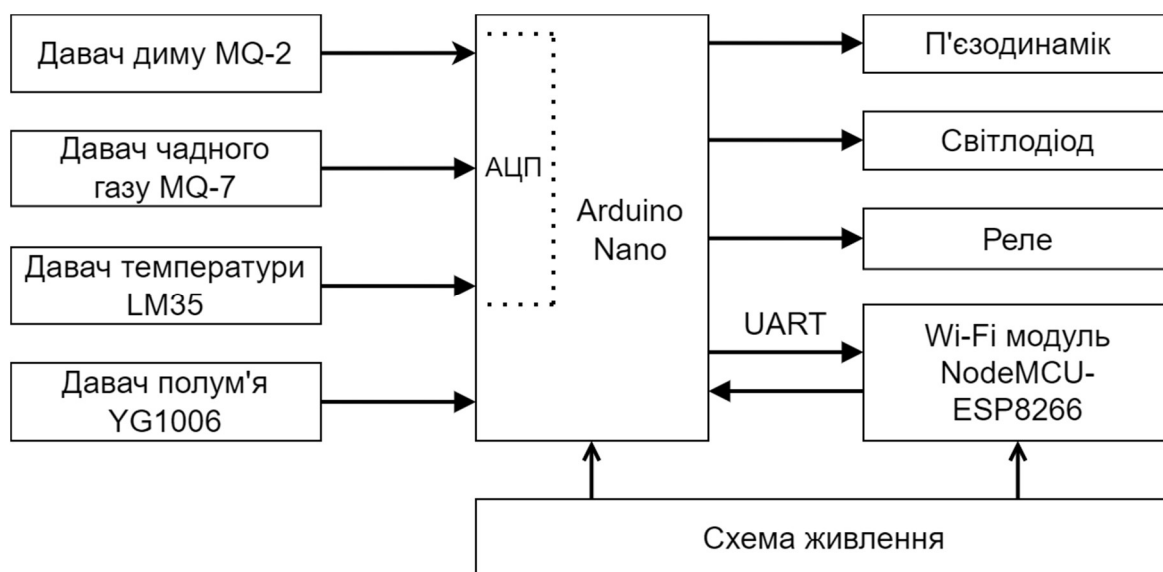 Давач диму MQ-2
Давач чадного
газу MQ-7
Давач температури
LM35
Давач полум'я
YG1006
АЦП
Arduino
Nano
П'єзодинамік
Світлодіод
Реле
UART
Wi-Fi модуль
NodeMCU-
ESP8266
Схема живлення